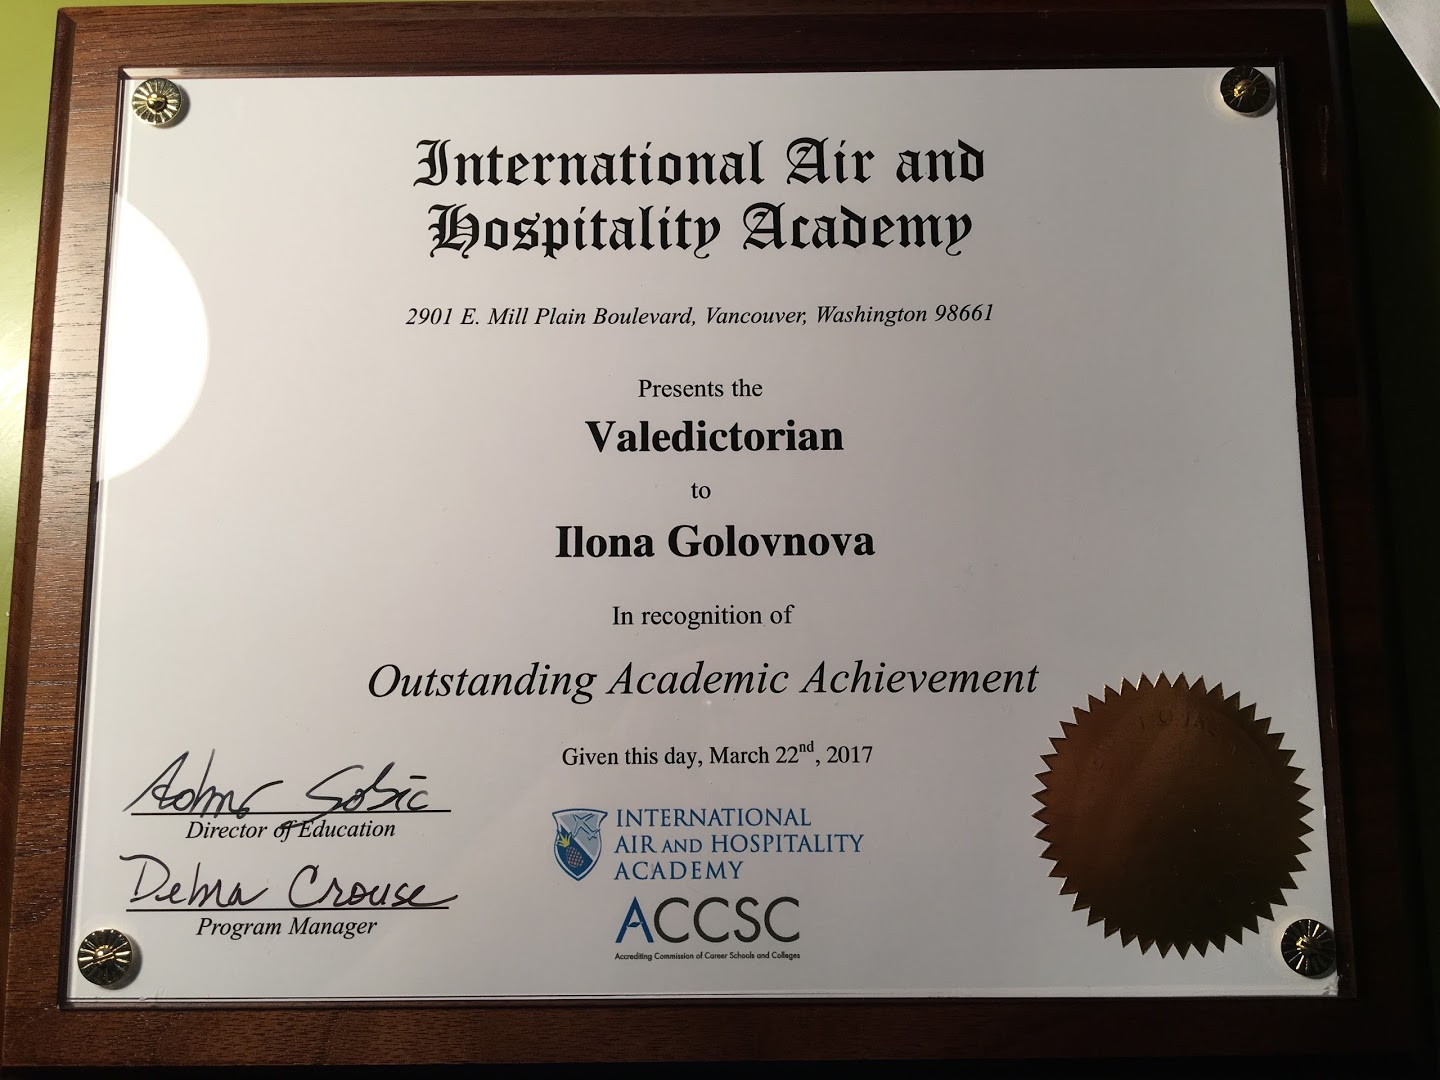 International Air and
Hospitality Academy
2901 E. Mill Plain Boulevard, Vancouver, Washington 98661
Presents the
Valedictorian
to
Ilona Golovnova
In recognition of
Outstanding Academic Achievement
Given this day, March 22nd, 2017
Sobic
Director of Education
Debra Crouse
Program Manager
INTERNATIONAL
AIR AND HOSPITALITY
ACADEMY
ACCSC
Accrediting Commission of Career Schools and Colleges